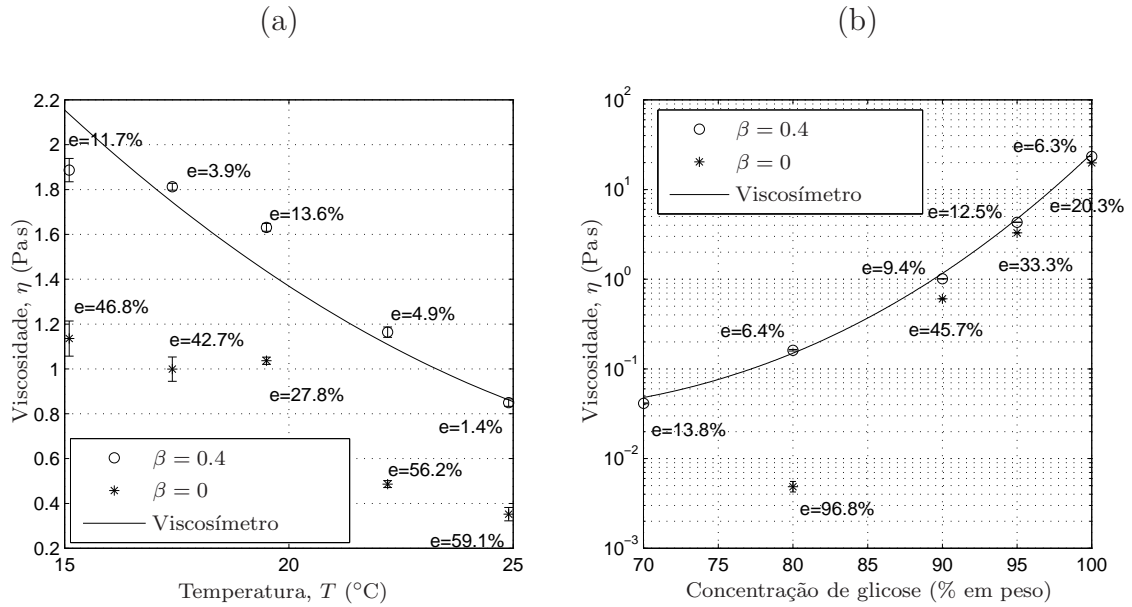 (a)
2.2
2
1.8
1.6
1.4
1.2
1
0.8
0.6
0.4
0.2
15
20
25
Viscosidade, η (Pa s)
Temperatura, T (°C)
e=11.7%
e=3.9%
e=13.6%
e=46.8%
e=42.7%
e=4.9%
e=27.8%
e=1.4%
e=56.2%
e=59.1%
β = 0.4
β = 0
Viscosímetro
(b)
10²
10¹
10⁰
10⁻¹
10⁻²
10⁻³
70
75
80
85
90
95
100
Viscosidade, η (Pa s)
Concentração de glicose (% em peso)
β = 0.4
β = 0
Viscosímetro
e=6.3%
e=12.5%
e=20.3%
e=9.4%
e=33.3%
e=6.4%
e=45.7%
e=13.8%
e=96.8%